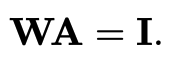 WA = I.